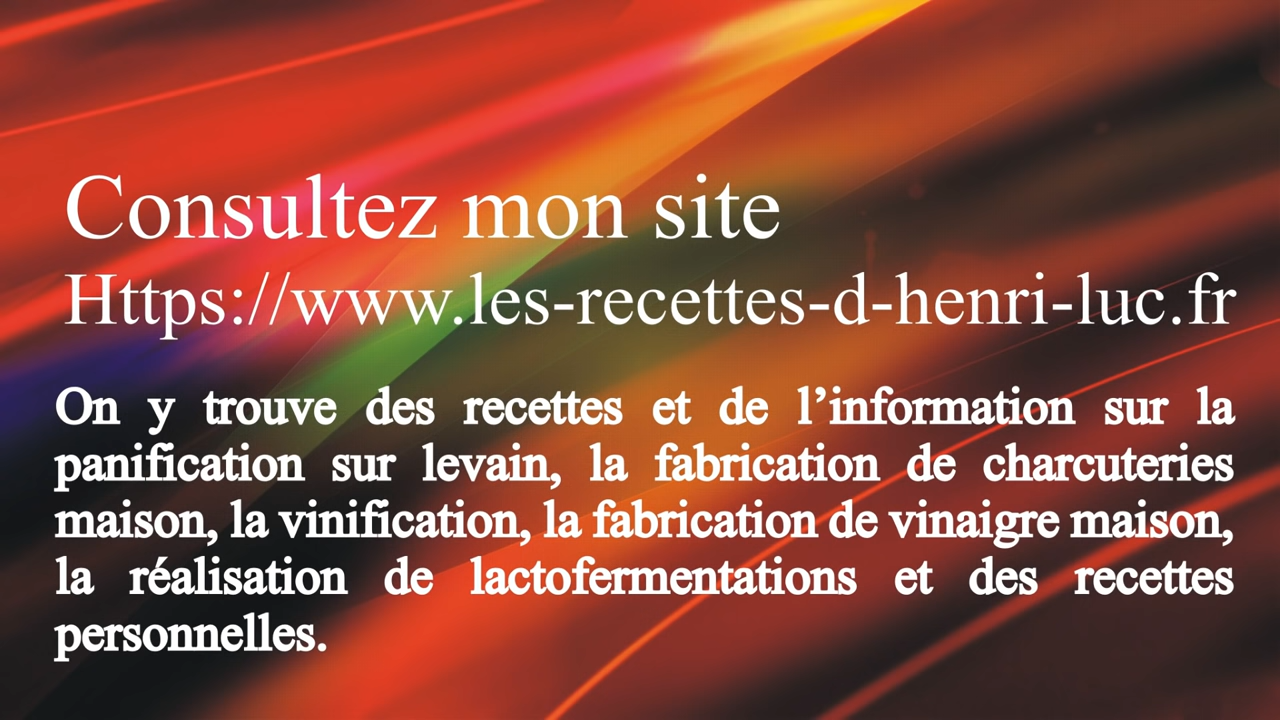 Consultez mon site
Https://www.les-recettes-d-henri-luc.fr
On y trouve des recettes et de l’information sur la
panification sur levain, la fabrication de charcuteries
maison, la vinification, la fabrication de vinaigre maison,
la réalisation de lactofermentations et des recettes
personnelles.